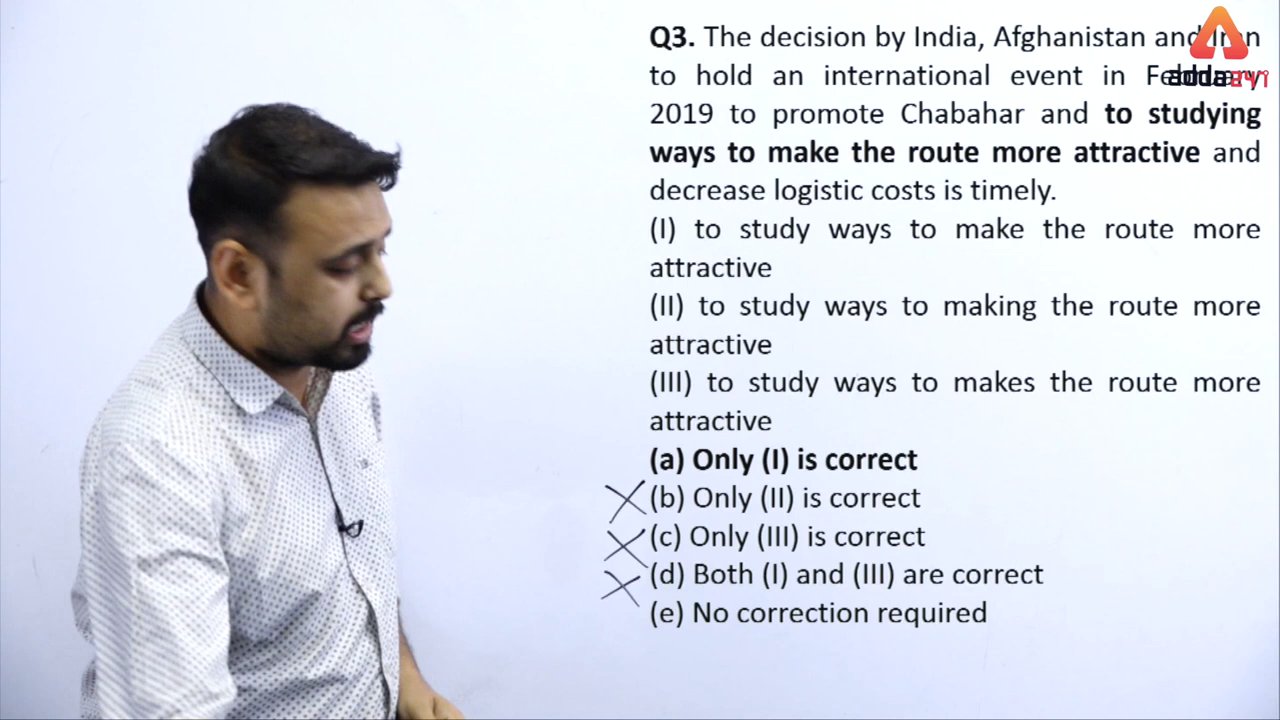 Q3. The decision by India, Afghanistan and Iran
to hold an international event in February
2019 to promote Chabahar and to studying
ways to make the route more attractive and
decrease logistic costs is timely.
(I) to study ways to make the route more
attractive
(II) to study ways to making the route more
attractive
(III) to study ways to makes the route more
attractive
(a) Only (I) is correct
(b) Only (II) is correct
(c) Only (III) is correct
(d) Both (I) and (III) are correct
(e) No correction required
adda241